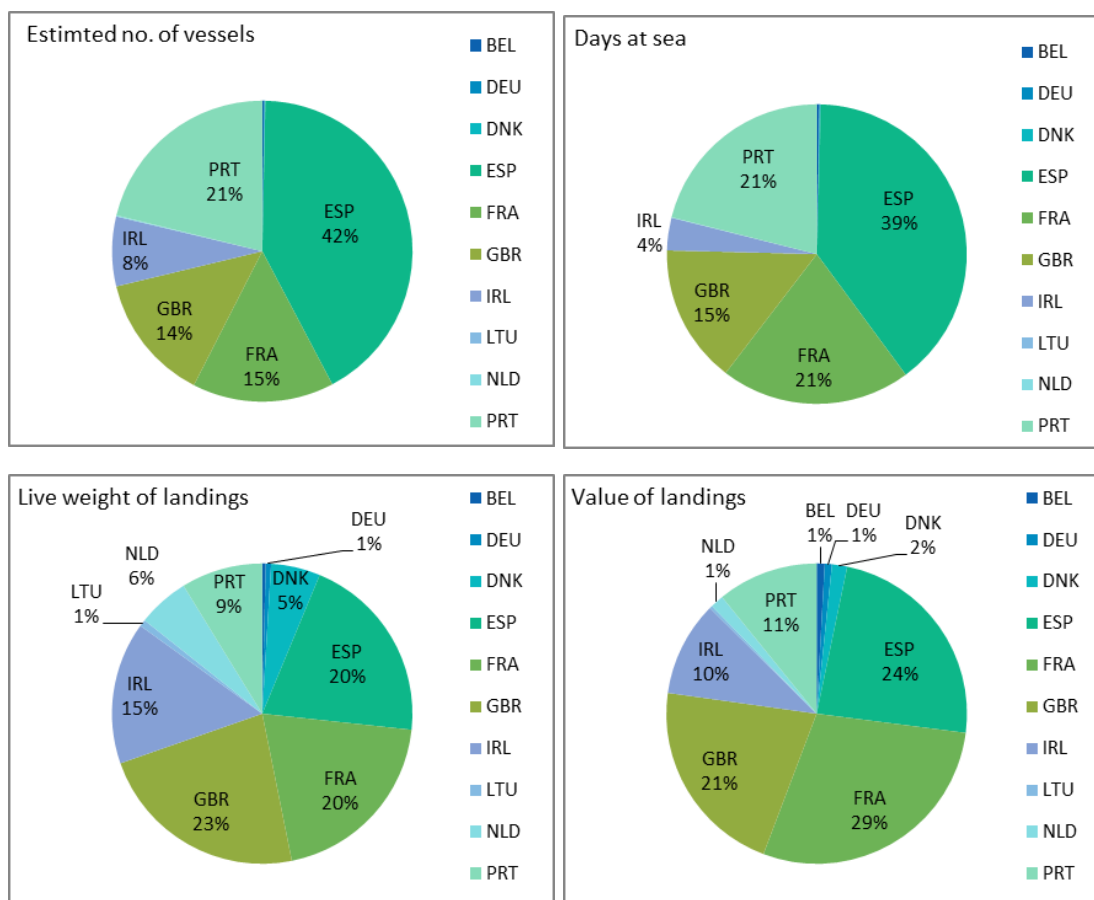 Estimted no. of vessels
BEL
DEU
DNK
ESP
FRA
GBR
IRL
LTU
NLD
PRT
PRT
21%
ESP
42%
IRL
8%
GBR
14%
FRA
15%
Days at sea
BEL
DEU
DNK
ESP
FRA
GBR
IRL
LTU
NLD
PRT
PRT
21%
ESP
39%
IRL
4%
GBR
15%
FRA
21%
Live weight of landings
BEL
DEU
DNK
ESP
FRA
GBR
IRL
LTU
NLD
PRT
DEU
1%
NLD
6%
LTU
1%
PRT
9%
DNK
5%
ESP
20%
IRL
15%
FRA
20%
GBR
23%
Value of landings
BEL
DEU
DNK
ESP
FRA
GBR
IRL
LTU
NLD
PRT
BEL
1%
DEU
1%
DNK
2%
NLD
1%
PRT
11%
ESP
24%
IRL
10%
GBR
21%
FRA
29%